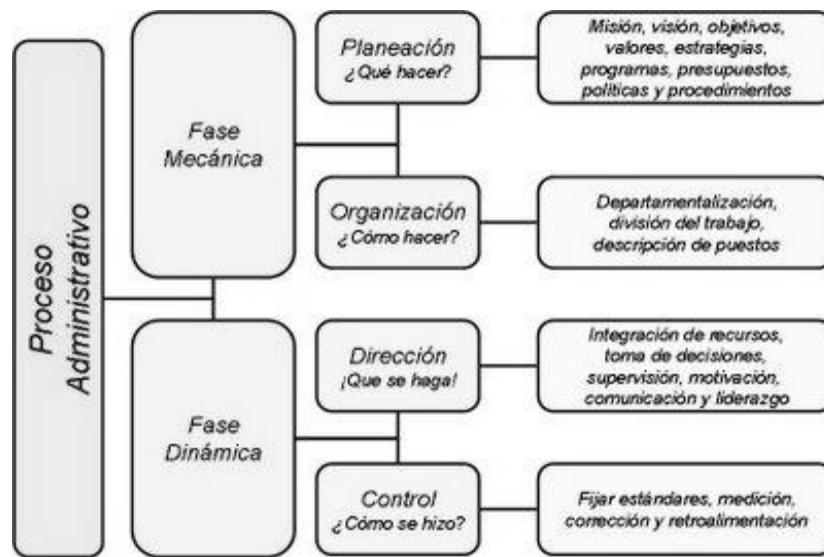 Proceso
Administrativo
Fase
Mecánica
Planeación
¿Qué hacer?
Misión, visión, objetivos,
valores, estrategias,
programas, presupuestos,
políticas y procedimientos
Organización
¿Cómo hacer?
Departamentalización,
división del trabajo,
descripción de puestos
Fase
Dinámica
Dirección
¡Que se haga!
Integración de recursos,
toma de decisiones,
supervisión, motivación,
comunicación y liderazgo
Control
¿Cómo se hizo?
Fijar estándares, medición,
corrección y retroalimentación